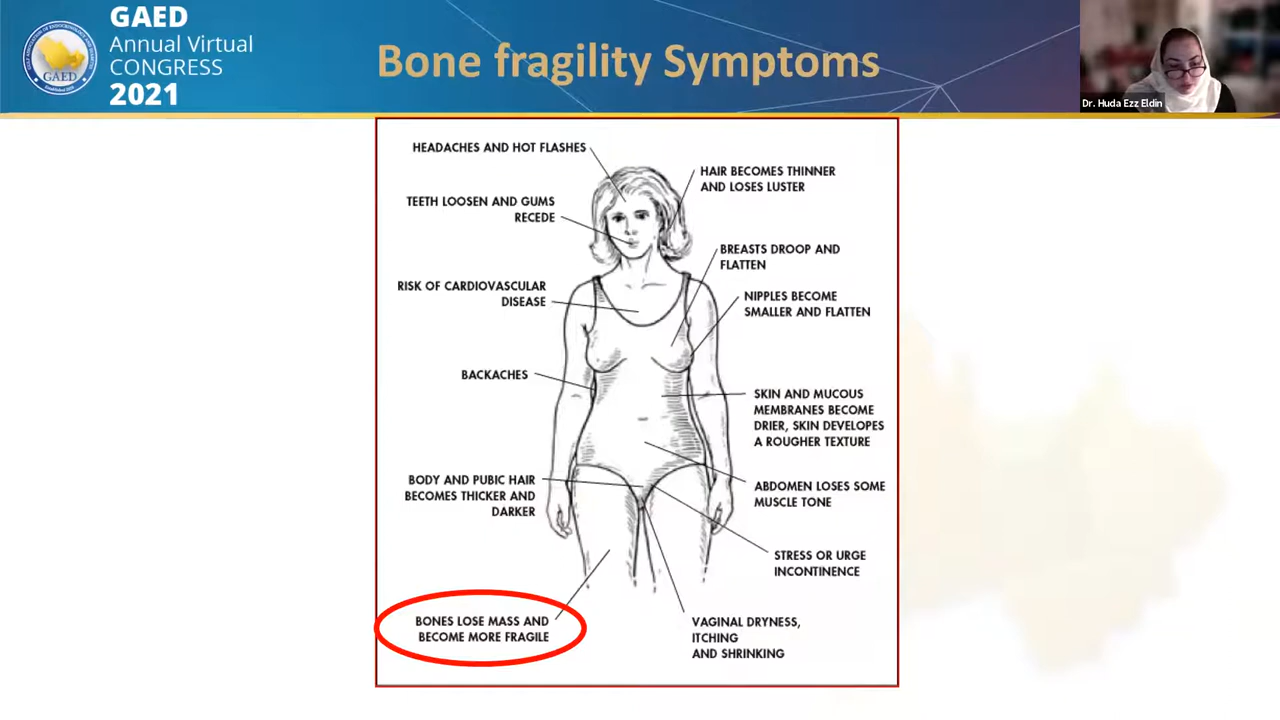 GAED
Annual Virtual
CONGRESS
2021
GAED
Bone fragility Symptoms
Dr. Huda Ezz Eldin
HEADACHES AND HOT FLASHES
HAIR BECOMES THINNER
AND LOSES LUSTER
TEETH LOOSEN AND GUMS
RECEDE
BREASTS DROOP AND
FLATTEN
RISK OF CARDIOVASCULAR
DISEASE
NIPPLES BECOME
SMALLER AND FLATTEN
BACKACHES
SKIN AND MUCOUS
MEMBRANES BECOME
DRIER, SKIN DEVELOPES
A ROUGHER TEXTURE
BODY AND PUBIC HAIR
BECOMES THICKER AND
DARKER
ABDOMEN LOSES SOME
MUSCLE TONE
STRESS OR URGE
INCONTINENCE
BONES LOSE MASS AND
BECOME MORE FRAGILE
VAGINAL DRYNESS,
ITCHING
AND SHRINKING